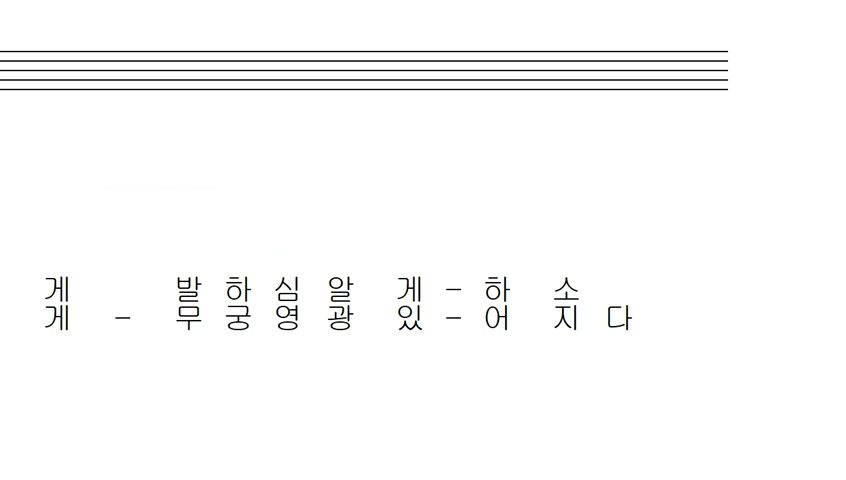 게 발 하 심 알 게 - 하 소
게 - 무 궁 영 광 있 - 어 지 다